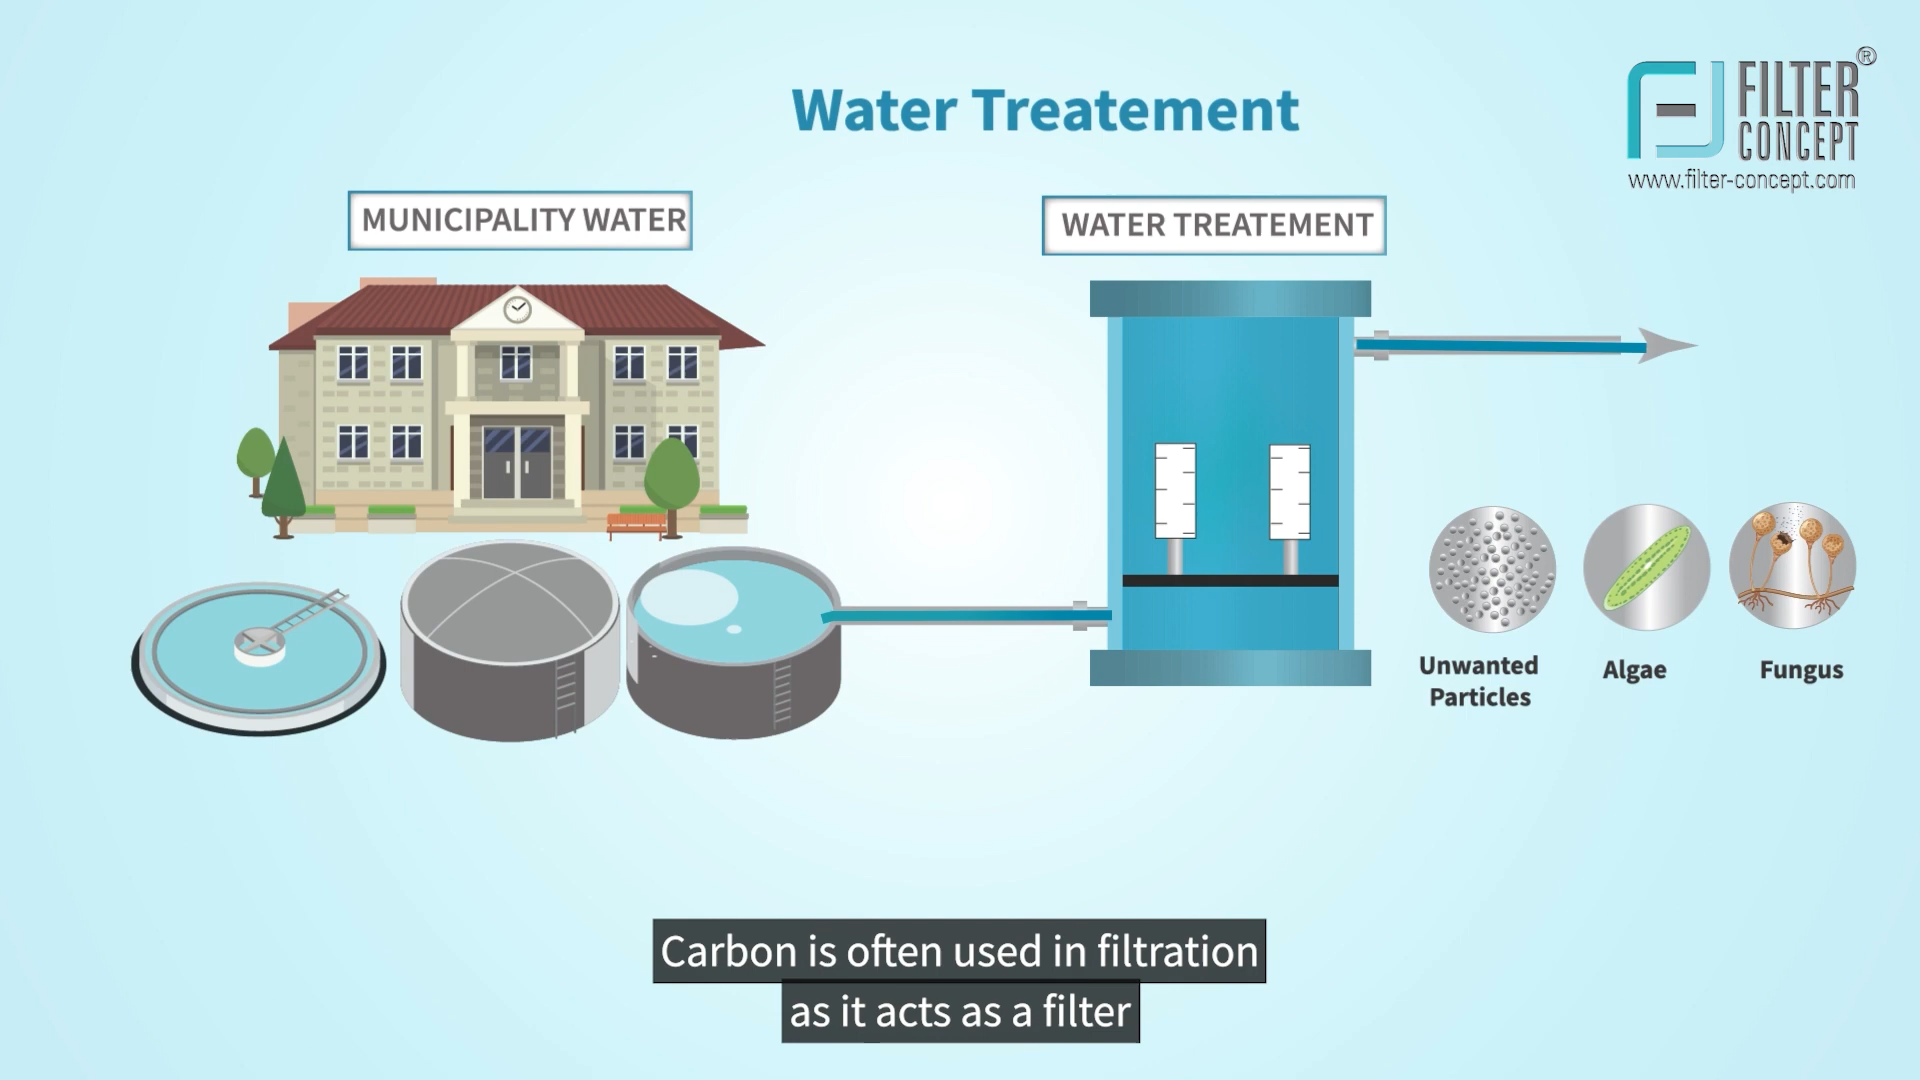 Water Treatement
FILTER®
CONCEPT
www.filter-concept.com
MUNICIPALITY WATER
WATER TREATEMENT
Unwanted
Particles
Algae
Fungus
Carbon is often used in filtration
as it acts as a filter